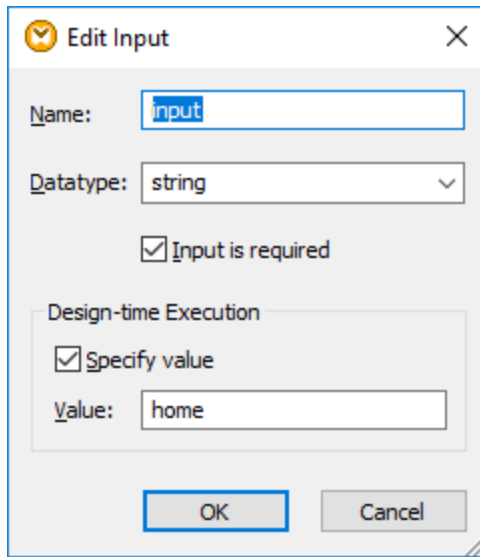 Edit Input
Name: input
Datatype: string
Input is required
Design-time Execution
Specify value
Value: home
OK Cancel